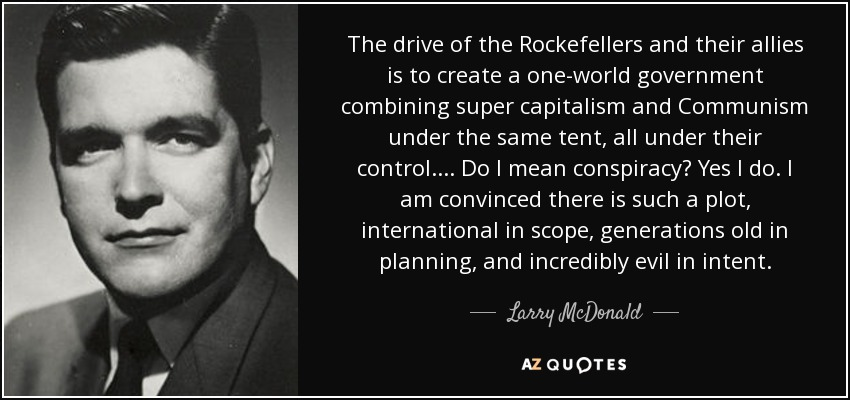 The drive of the Rockefellers and their allies
is to create a one-world government
combining super capitalism and Communism
under the same tent, all under their
control.... Do I mean conspiracy? Yes I do. I
am convinced there is such a plot,
international in scope, generations old in
planning, and incredibly evil in intent.
Larry McDonald
AZ QUOTES